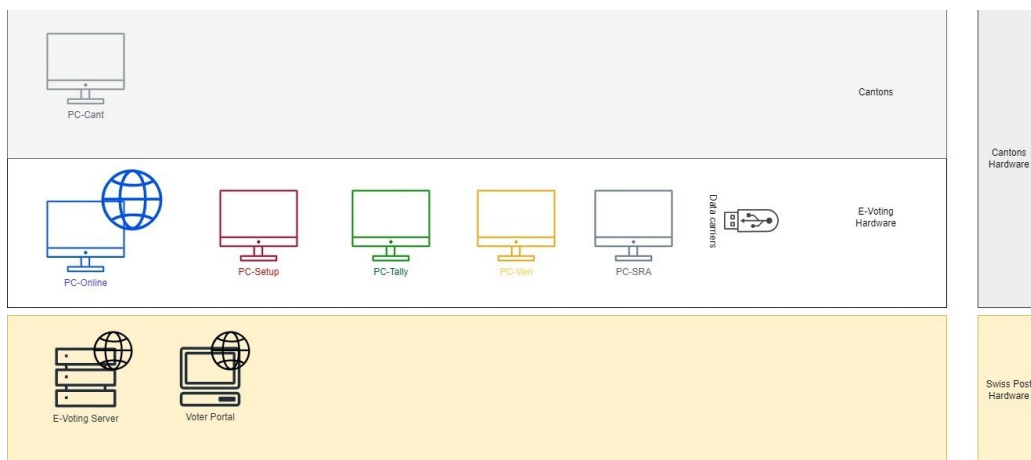 PC-Cant
Cantons
Cantons
Hardware
Data carriers
E-Voting
Hardware
PC-Online
PC-Setup
PC-Tally
PC-Veri
PC-SRA
E-Voting Server
Voter Portal
Swiss Post
Hardware